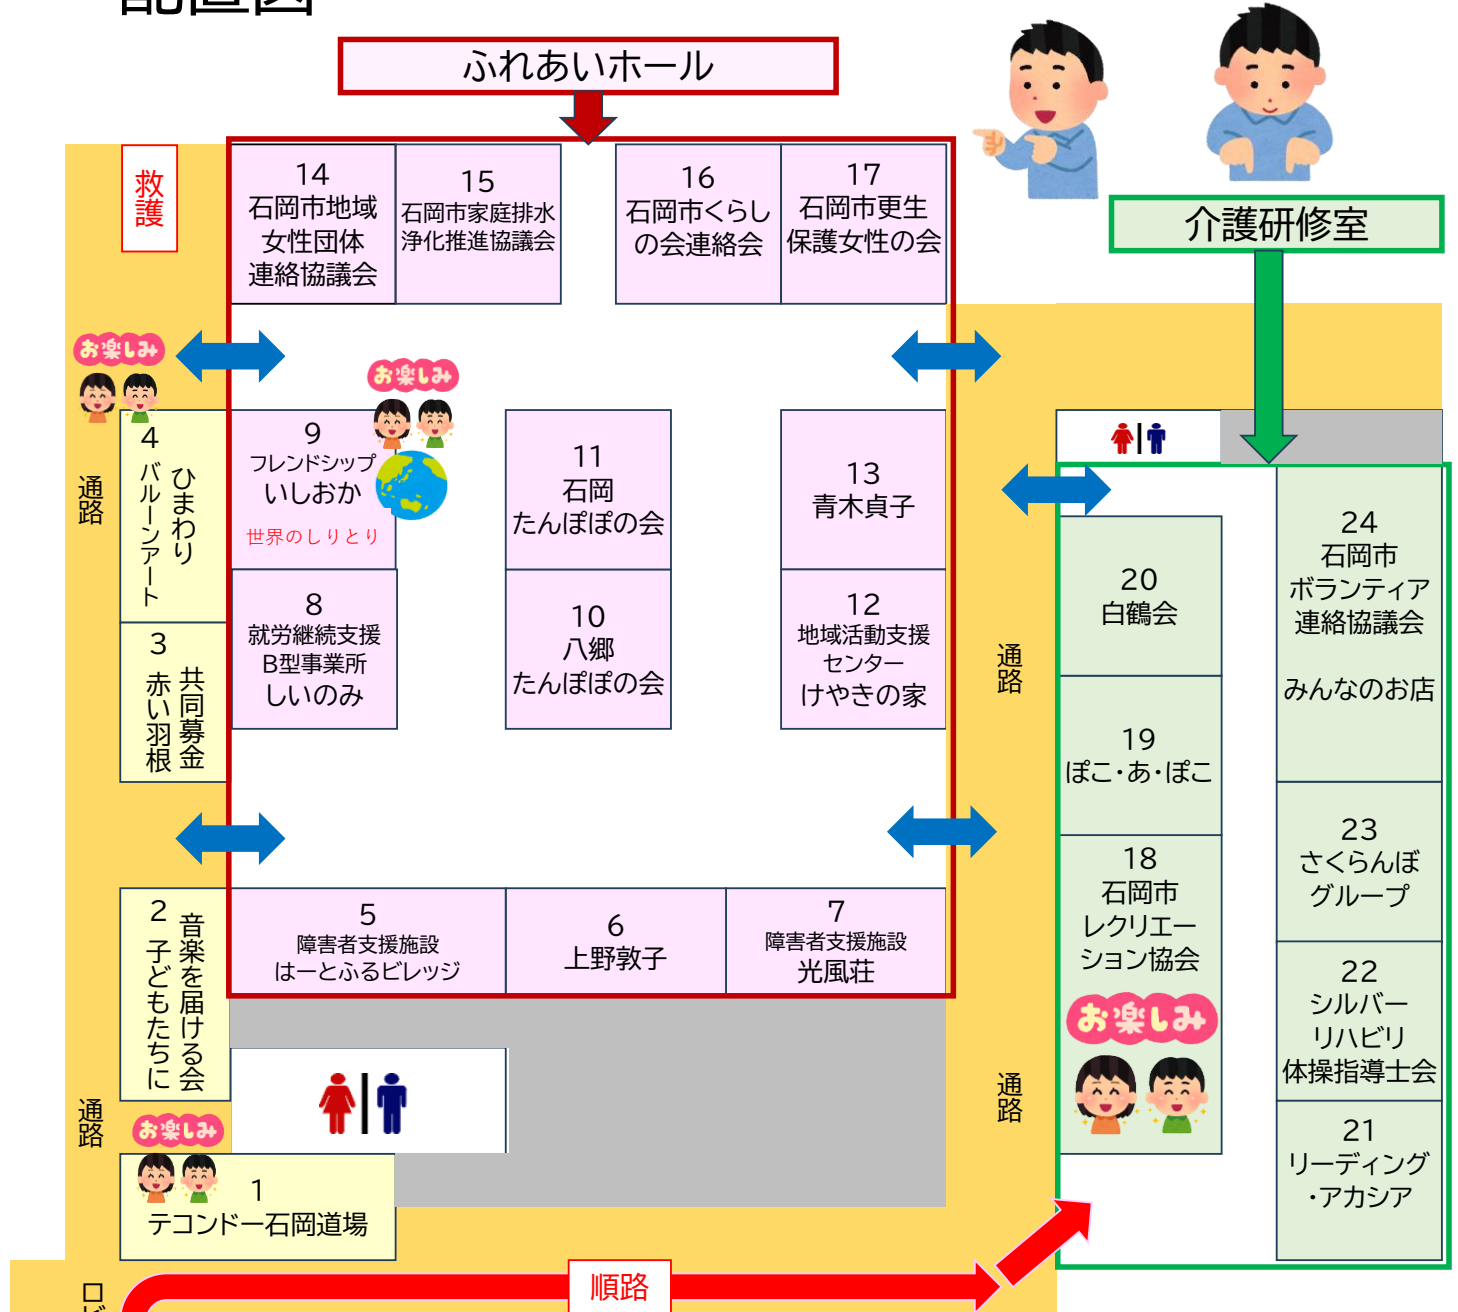 配置図
ふれあいホール
救護
14
石岡市地域
女性団体
連絡協議会
15
石岡市家庭排水
浄化推進協議会
16
石岡市くらし
の会連絡会
17
石岡市更生
保護女性の会
介護研修室
お楽しみ
お楽しみ
通路
4
ひまわり
バルーンアート
9
フレンドシップ
いしおか
世界のしりとり
11
石岡
たんぽぽの会
13
青木貞子
3
共同募金
赤い羽根
8
就労継続支援
B型事業所
しいのみ
10
八郷
たんぽぽの会
12
地域活動支援
センター
けやきの家
通路
20
白鶴会
24
石岡市
ボランティア
連絡協議会
みんなのお店
19
ぽこ・あ・ぽこ
23
さくらんぼ
グループ
2
音楽を届ける会
子どもたちに
5
障害者支援施設
はーとふるビレッジ
6
上野敦子
7
障害者支援施設
光風荘
18
石岡市
レクリエー
ション協会
お楽しみ
22
シルバー
リハビリ
体操指導士会
通路
お楽しみ
通路
1
テコンドー石岡道場
21
リーディング
・アカシア
順路
ロビ